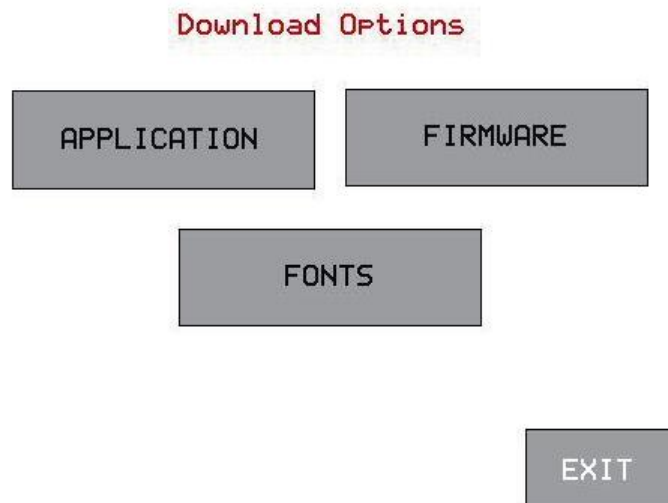 Download Options
APPLICATION
FIRMWARE
FONTS
EXIT